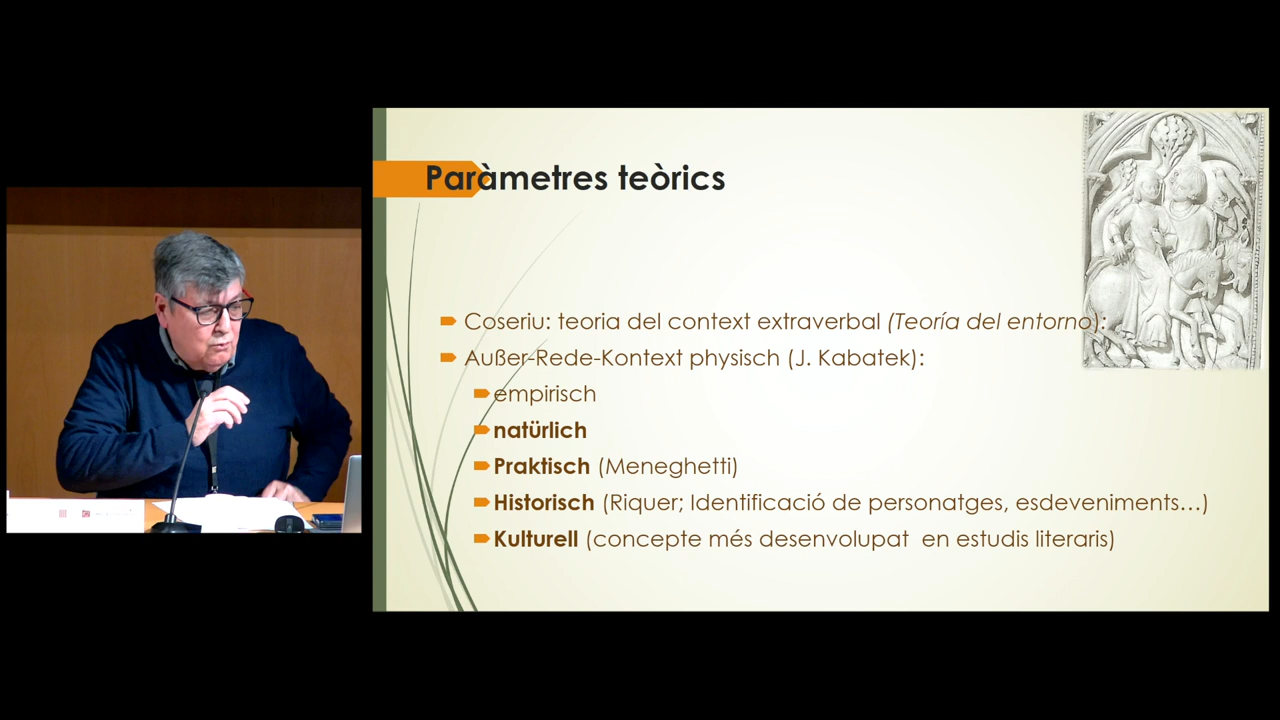 Paràmetres teòrics
Coseriu: teoria del context extraverbal (Teoría del entorno):
Außer-Rede-Kontext physisch (J. Kabatek):
empirisch
natürlich
Praktisch (Meneghetti)
Historisch (Riquer; Identificació de personatges, esdeveniments…)
Kulturell (concepte més desenvolupat en estudis literaris)